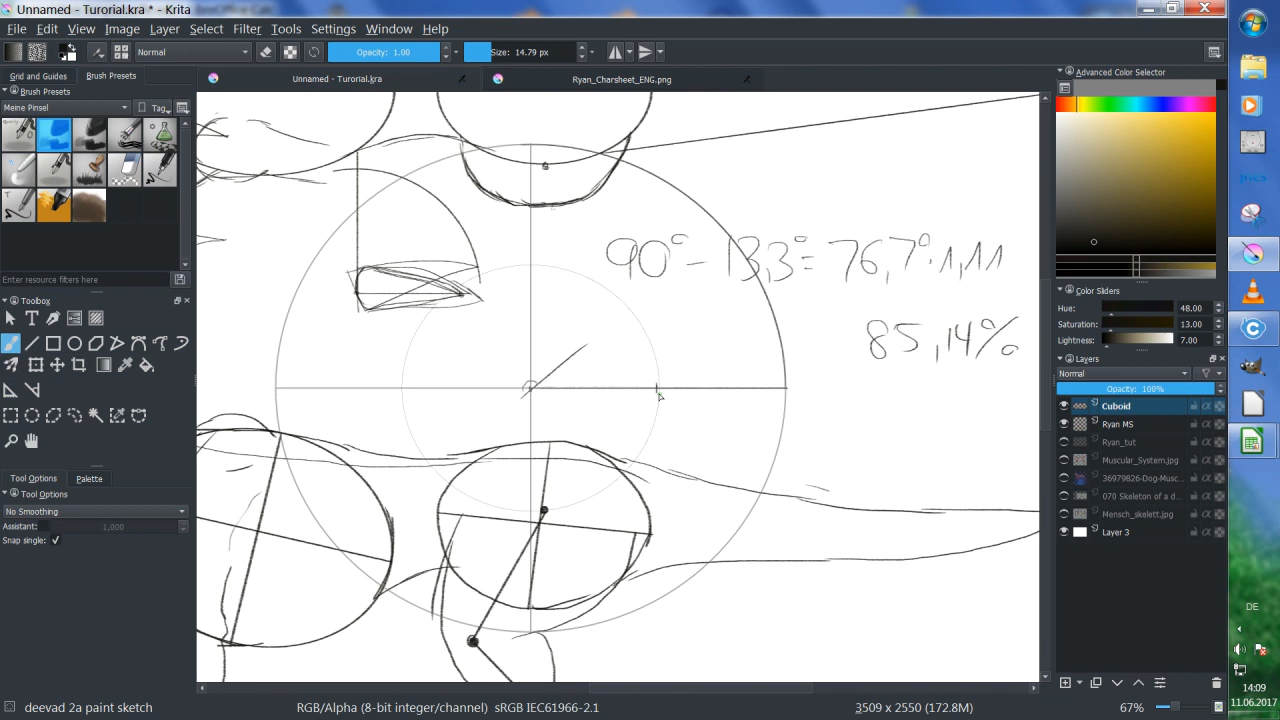 Unnamed - Turorial.kra * - Krita
File Edit View Image Layer Select Filter Tools Settings Window Help
Normal Opacity: 1.00 Size: 14.79 px
Grid and Guides Brush Presets
Unnamed - Turorial.kra Ryan_Charsheet_ENG.png
Advanced Color Selector
Brush Presets
Meine Pinsel Tag
Enter resource filters
Toolbox
Tool Options Palette
Tool Options
No Smoothing
Assistant: 1,000
Snap single:
90° - 13,3° = 76,7° : 1,11
85,14%
Color Sliders
Hue: 48.00
Saturation: 13.00
Lightness: 7.00
Layers
Normal
Opacity: 100%
Cuboid
Ryan MS
Ryan_tut
Muscular_System.jpg
36979826-Dog-Musc...
070 Skeleton of a d...
Mensch_skelett.jpg
Layer 3
deevad 2a paint sketch RGB/Alpha (8-bit integer/channel) sRGB IEC61966-2.1 3509 x 2550 (172.8M) 67%
DE
14:09
11.06.2017